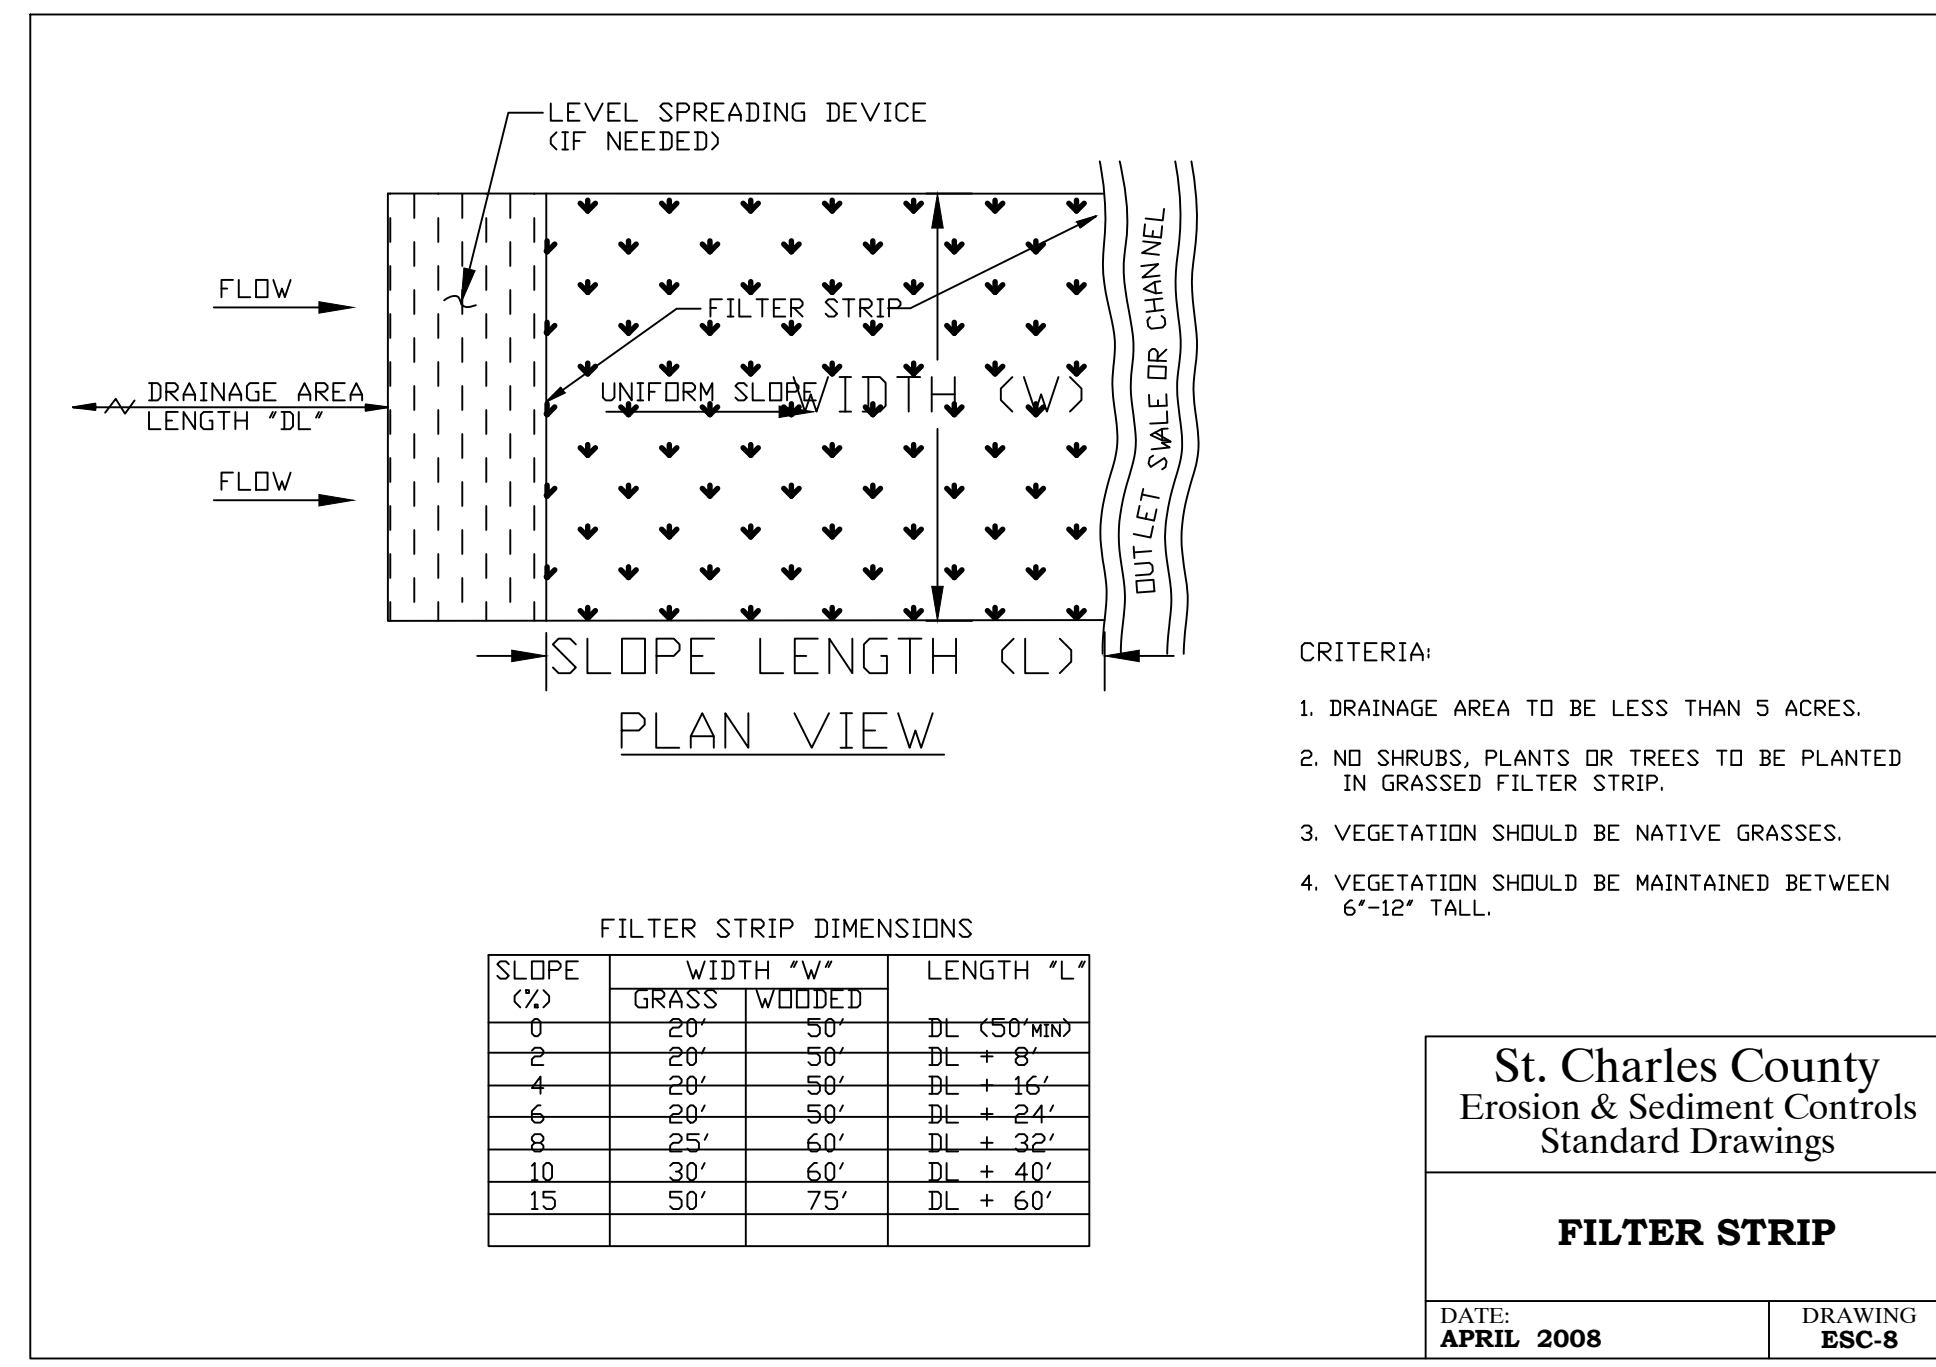 LEVEL SPREADING DEVICE
(IF NEEDED)
FLOW
FILTER STRIP
DRAINAGE AREA
LENGTH "DL"
UNIFORM SLOPE
WIDTH (W)
FLOW
OUTLET SWALE OR CHANNEL
SLOPE LENGTH (L)
PLAN VIEW
CRITERIA:
1. DRAINAGE AREA TO BE LESS THAN 5 ACRES.
2. NO SHRUBS, PLANTS OR TREES TO BE PLANTED
IN GRASSED FILTER STRIP.
3. VEGETATION SHOULD BE NATIVE GRASSES.
4. VEGETATION SHOULD BE MAINTAINED BETWEEN
6"-12" TALL.
FILTER STRIP DIMENSIONS
SLOPE WIDTH "W" LENGTH "L"
(%) GRASS WOODED
0 20' 50' DL (50'MIN)
2 20' 50' DL + 8'
4 20' 50' DL + 16'
6 20' 50' DL + 24'
8 25' 60' DL + 32'
10 30' 60' DL + 40'
15 50' 75' DL + 60'
St. Charles County
Erosion & Sediment Controls
Standard Drawings
FILTER STRIP
DATE: DRAWING
APRIL 2008 ESC-8